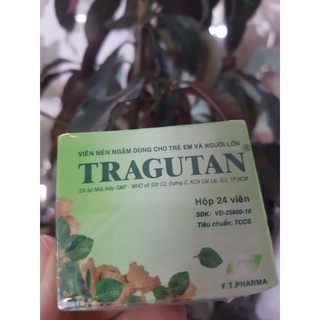 VIÊN NÉN NGẬM DÙNG CHO TRẺ EM VÀ NGƯỜI LỚN
TRAGUTAN®
SX tại Nhà máy GMP - WHO số 930 C2, Đường C, KCN Cát Lái, Q.2, TP.HCM
Hộp 24 viên
SĐK: VD-25600-16
Tiêu chuẩn: TCCS
F.T.PHARMA